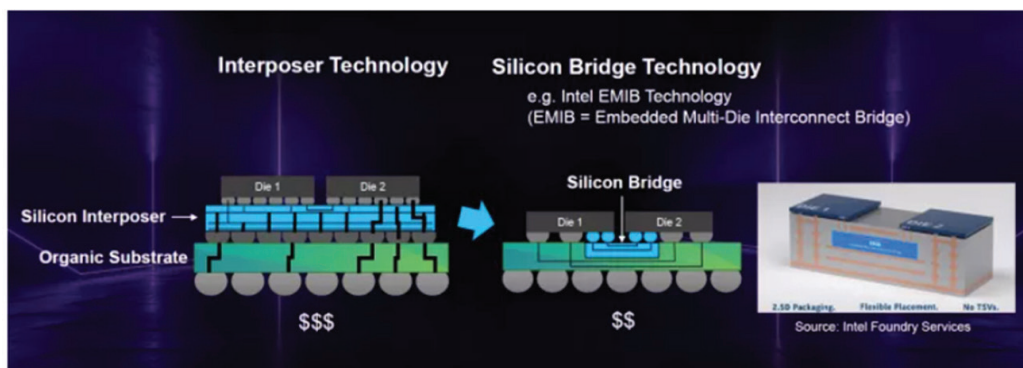 Interposer Technology
Silicon Bridge Technology
e.g. Intel EMIB Technology
(EMIB = Embedded Multi-Die Interconnect Bridge)
Die 1
Die 2
Silicon Interposer
Organic Substrate
$$$
Silicon Bridge
Die 1
Die 2
$$
2.5D Packaging.
Flexible Placement.
No TSVs.
Source: Intel Foundry Services